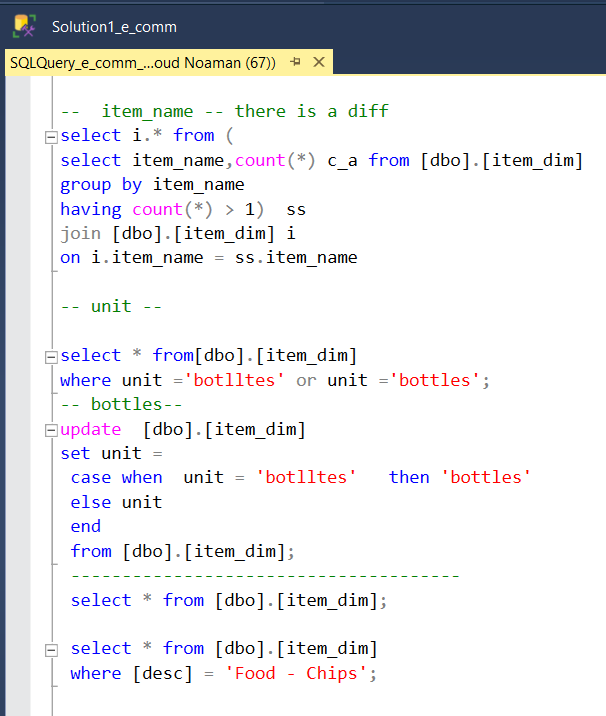 Solution1_e_comm
SQLQuery_e_comm_...oud Noaman (67))
--  item_name -- there is a diff
select i.* from (
select item_name,count(*) c_a from [dbo].[item_dim]
group by item_name
having count(*) > 1)  ss
join [dbo].[item_dim] i
on i.item_name = ss.item_name
-- unit --
select * from[dbo].[item_dim]
where unit ='botlltes' or unit ='bottles';
-- bottles--
update  [dbo].[item_dim]
set unit =
case when  unit = 'botlltes'   then 'bottles'
else unit
end
from [dbo].[item_dim];
---------------------------------------
select * from [dbo].[item_dim];
select * from [dbo].[item_dim]
where [desc] = 'Food - Chips';